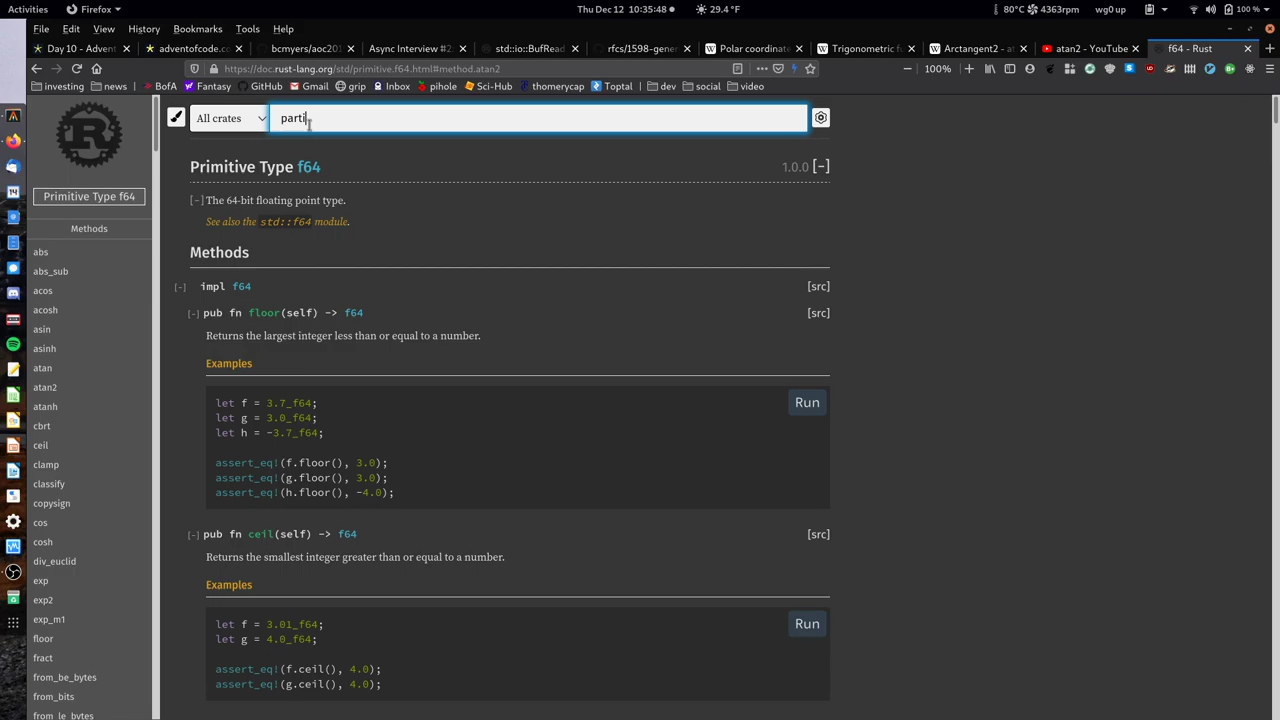 Activities
Firefox
Thu Dec 12 10:35:48
29.4 °F
80°C
4363rpm
wg0 up
100 %
File Edit View History Bookmarks Tools Help
Day 10 - Advent
adventofcode.c
bcmyers/aoc201
Async Interview #2.
std::io::BufRead
rfcs/1598-gener
Polar coordinate
Trigonometric f
Arctangent2 - 
atan2 - YouTube
f64 - Rust
https://doc.rust-lang.org/std/primitive.f64.html#method.atan2
100%
investing
news
BofA
Fantasy
GitHub
Gmail
grip
Inbox
pihole
Sci-Hub
thomerycap
Toptal
dev
social
video
All crates
parti
Primitive Type f64
1.0.0 [-]
[-] The 64-bit floating point type.
See also the std::f64 module.
Methods
[-] impl f64 [src]
[-] pub fn floor(self) -> f64 [src]
Returns the largest integer less than or equal to a number.
Examples
Run
let f = 3.7_f64;
let g = 3.0_f64;
let h = -3.7_f64;
assert_eq!(f.floor(), 3.0);
assert_eq!(g.floor(), 3.0);
assert_eq!(h.floor(), -4.0);
[-] pub fn ceil(self) -> f64 [src]
Returns the smallest integer greater than or equal to a number.
Examples
Run
let f = 3.01_f64;
let g = 4.0_f64;
assert_eq!(f.ceil(), 4.0);
assert_eq!(g.ceil(), 4.0);
Primitive Type f64
Methods
abs
abs_sub
acos
acosh
asin
asinh
atan
atan2
atanh
cbrt
ceil
clamp
classify
copysign
cos
cosh
div_euclid
exp
exp2
exp_m1
floor
fract
from_be_bytes
from_bits
from_le_bytes